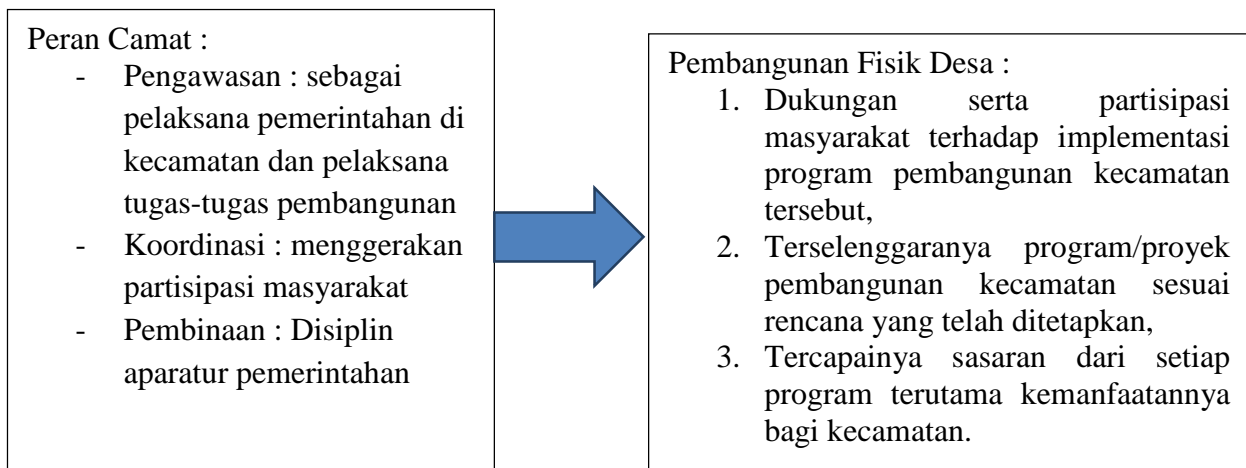 Peran Camat :
- Pengawasan : sebagai
pelaksana pemerintahan di
kecamatan dan pelaksana
tugas-tugas pembangunan
- Koordinasi : menggerakan
partisipasi masyarakat
- Pembinaan : Disiplin
aparatur pemerintahan
Pembangunan Fisik Desa :
1. Dukungan serta partisipasi
masyarakat terhadap implementasi
program pembangunan kecamatan
tersebut,
2. Terselenggaranya program/proyek
pembangunan kecamatan sesuai
rencana yang telah ditetapkan,
3. Tercapainya sasaran dari setiap
program terutama kemanfaatannya
bagi kecamatan.